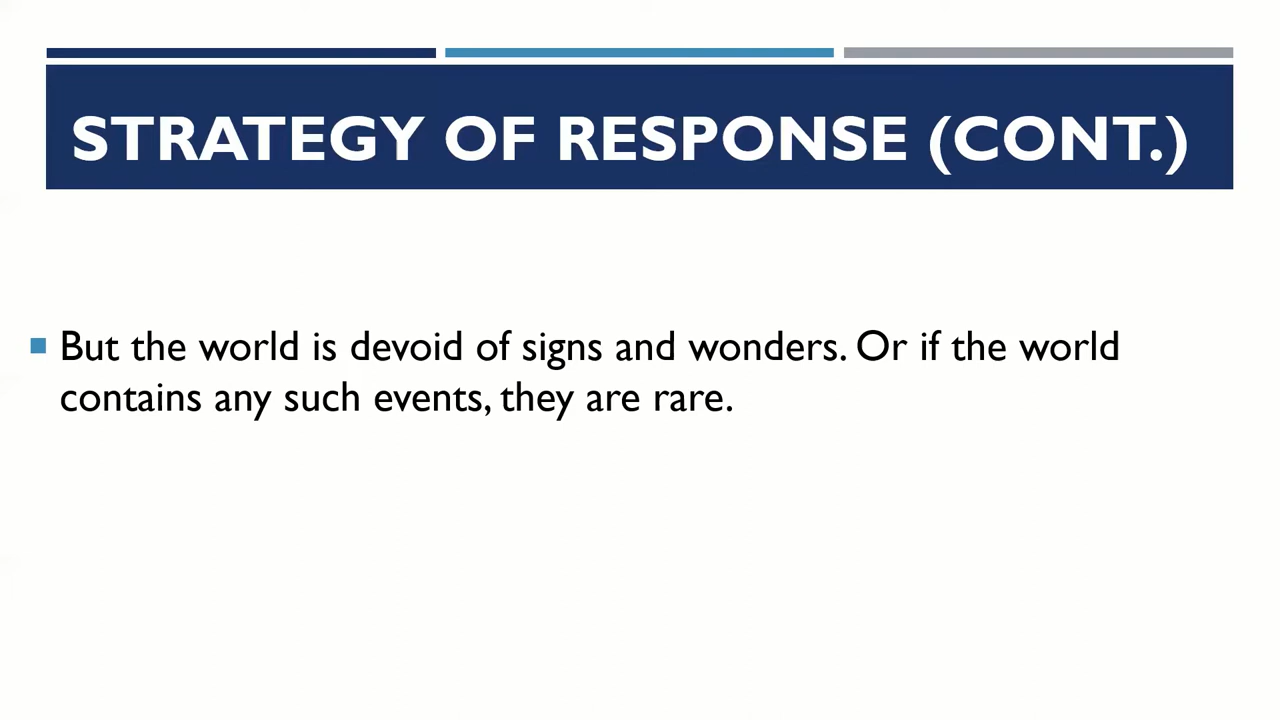 STRATEGY OF RESPONSE (CONT.)
But the world is devoid of signs and wonders. Or if the world
contains any such events, they are rare.